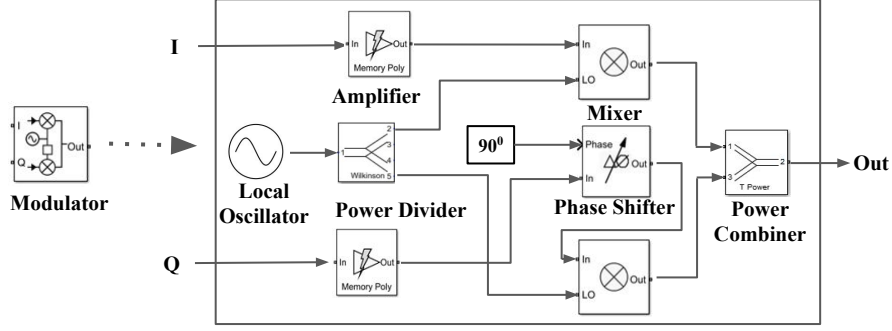 I
In
Out
Memory Poly
Amplifier
In
LO
Out
Mixer
I
Q
Out
Modulator
Local
Oscillator
1
2
3
4
5
Wilkinson
Power Divider
90⁰
Phase
In
Out
Phase Shifter
1
3
2
T Power
Power
Combiner
Out
Q
In
Out
Memory Poly
In
LO
Out